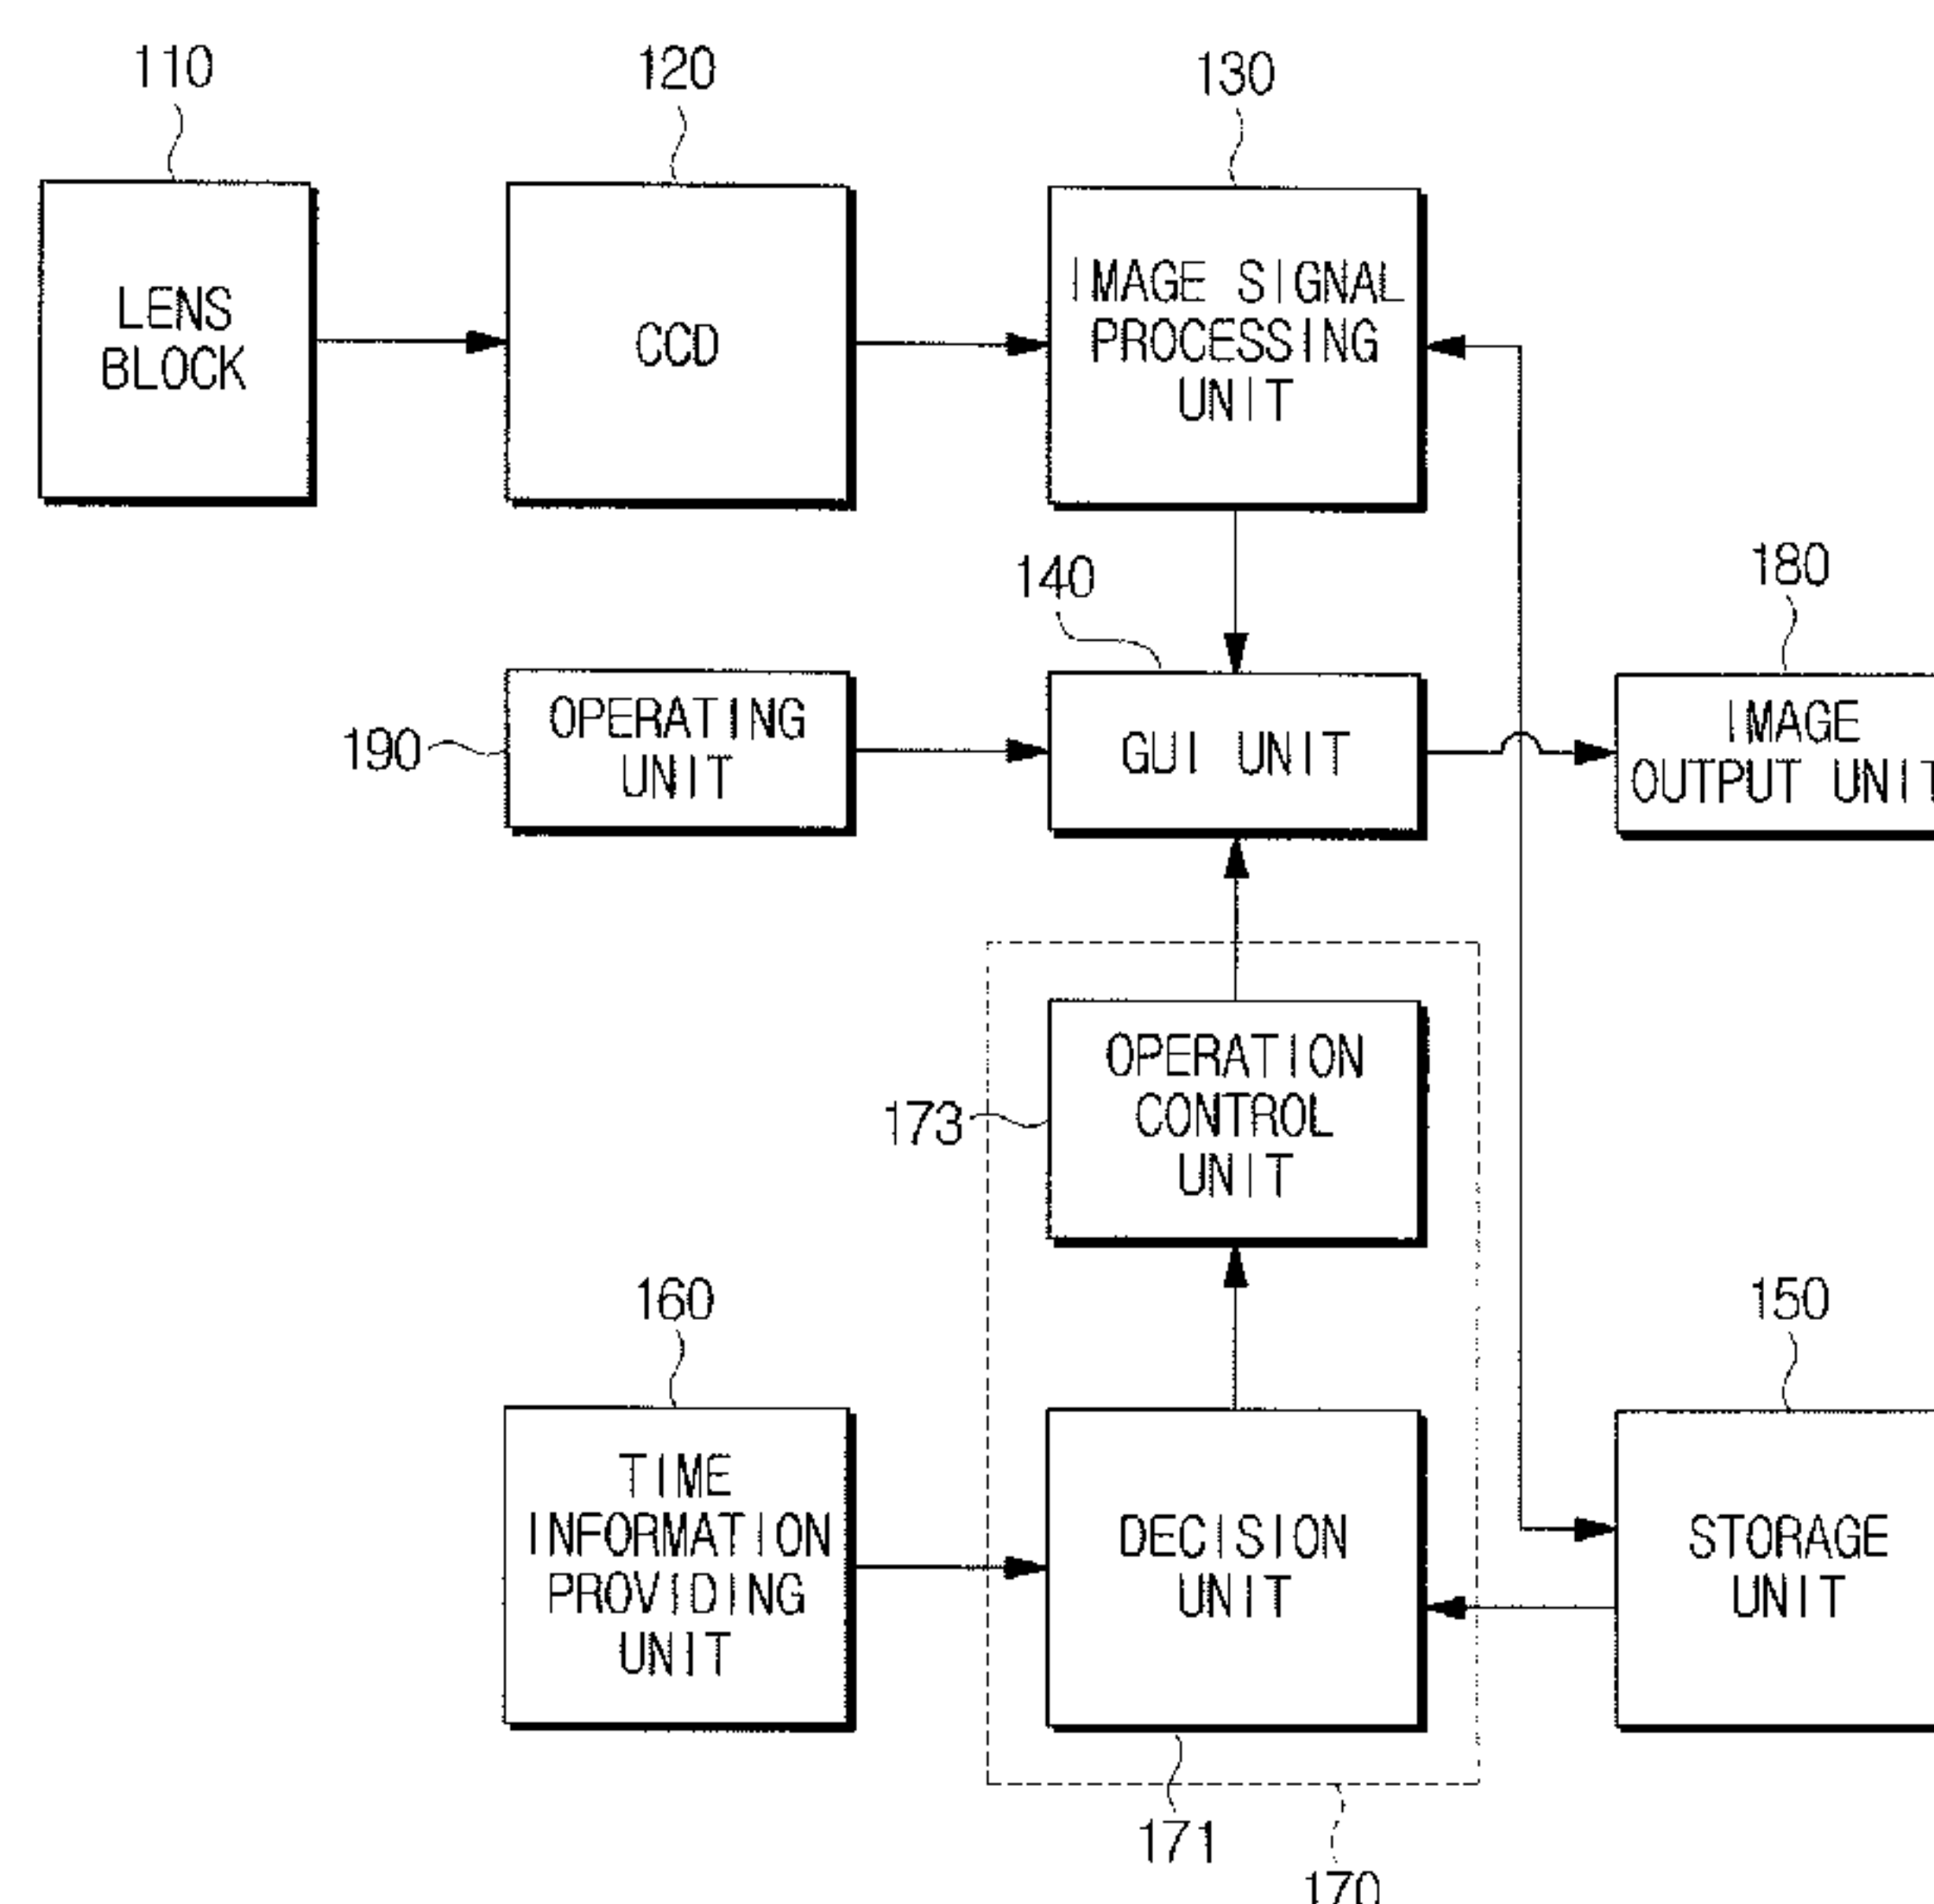 110
120
130
LENS
BLOCK
CCD
IMAGE SIGNAL
PROCESSING
UNIT
140
180
190
OPERATING
UNIT
GUI UNIT
IMAGE
OUTPUT UNIT
173
OPERATION
CONTROL
UNIT
160
150
TIME
INFORMATION
PROVIDING
UNIT
DECISION
UNIT
STORAGE
UNIT
171
170